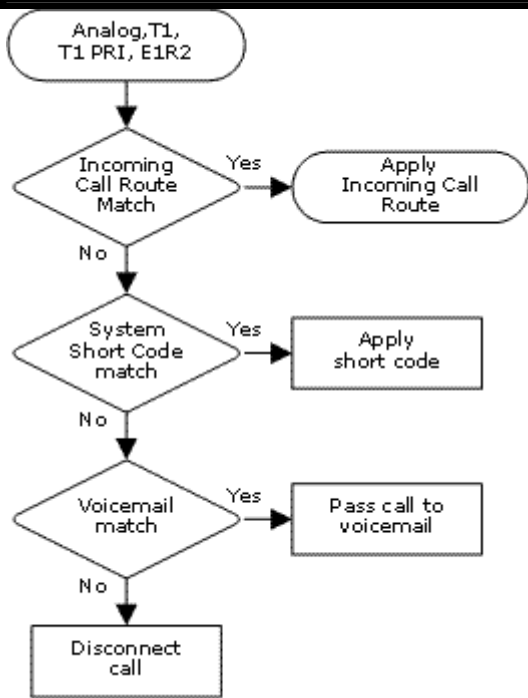 Analog,T1,
T1 PRI, E1R2
Incoming
Call Route
Match
Yes
Apply
Incoming Call
Route
No
System
Short Code
match
Yes
Apply
short code
No
Voicemail
match
Yes
Pass call to
voicemail
No
Disconnect
call